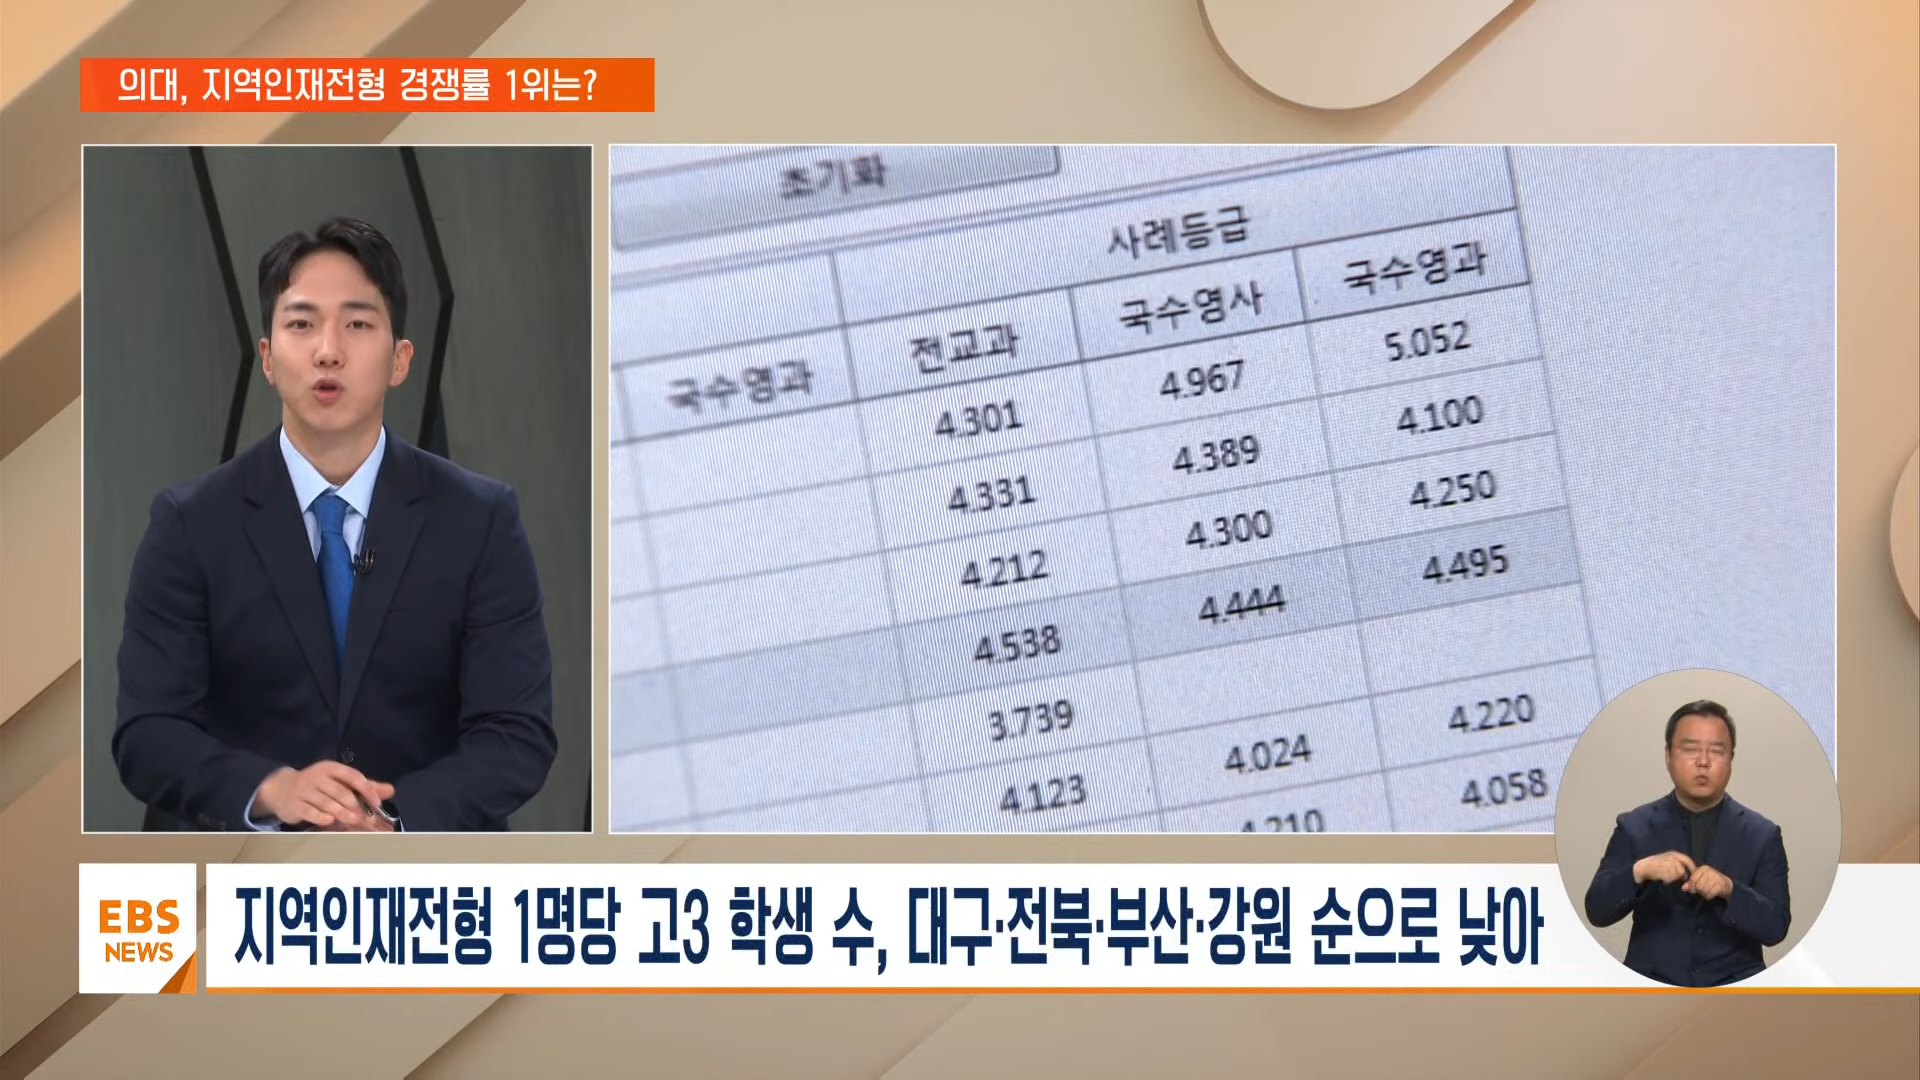 의대, 지역인재전형 경쟁률 1위는?
초기화
사례등급
국수영과 전교과 국수영사 국수영과
4.301 4.967 5.052
4.331 4.389 4.100
4.212 4.300 4.250
4.538 4.444 4.495
3.739
4.123 4.024 4.220
4.210 4.058
EBS
NEWS
지역인재전형 1명당 고3 학생 수, 대구·전북·부산·강원 순으로 낮아